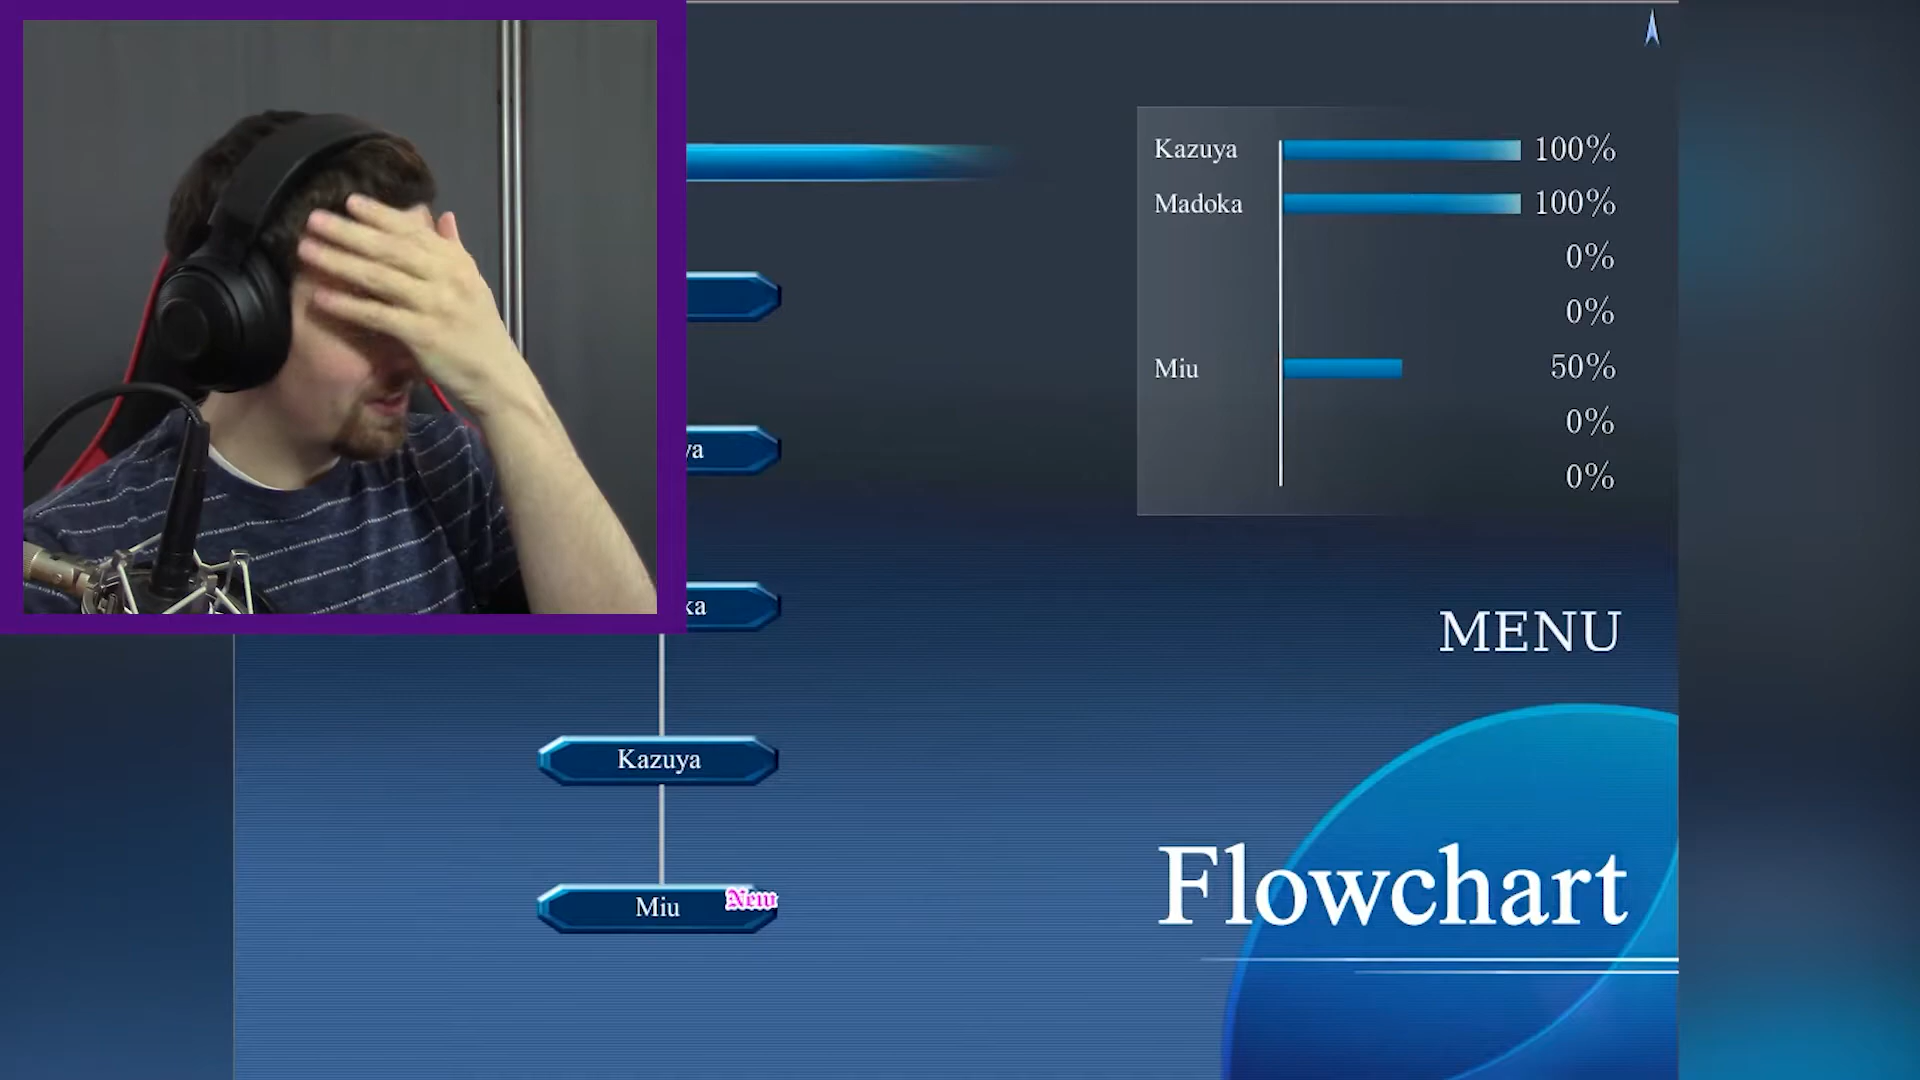 Kazuya 100%
Madoka 100%
0%
0%
Miu 50%
0%
0%
ya
ka
MENU
Kazuya
Flowchart
Miu New